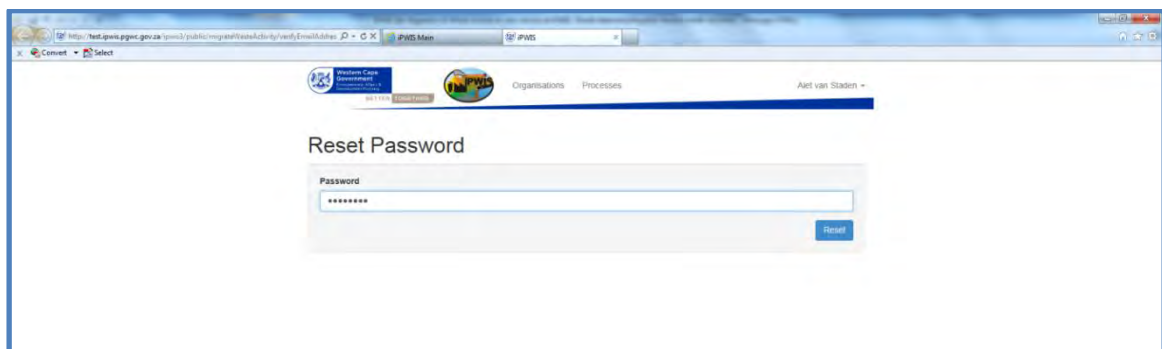 http://test.ipwis.pgwc.gov.za/ipwis3/public/migrateWasteActivity/verifyEmailAddres
iPWIS Main
iPWIS
x Convert Select
Western Cape
Government
BETTER TOGETHER
iPWIS
Organisations Processes
Aiet van Staden
Reset Password
Password
Reset